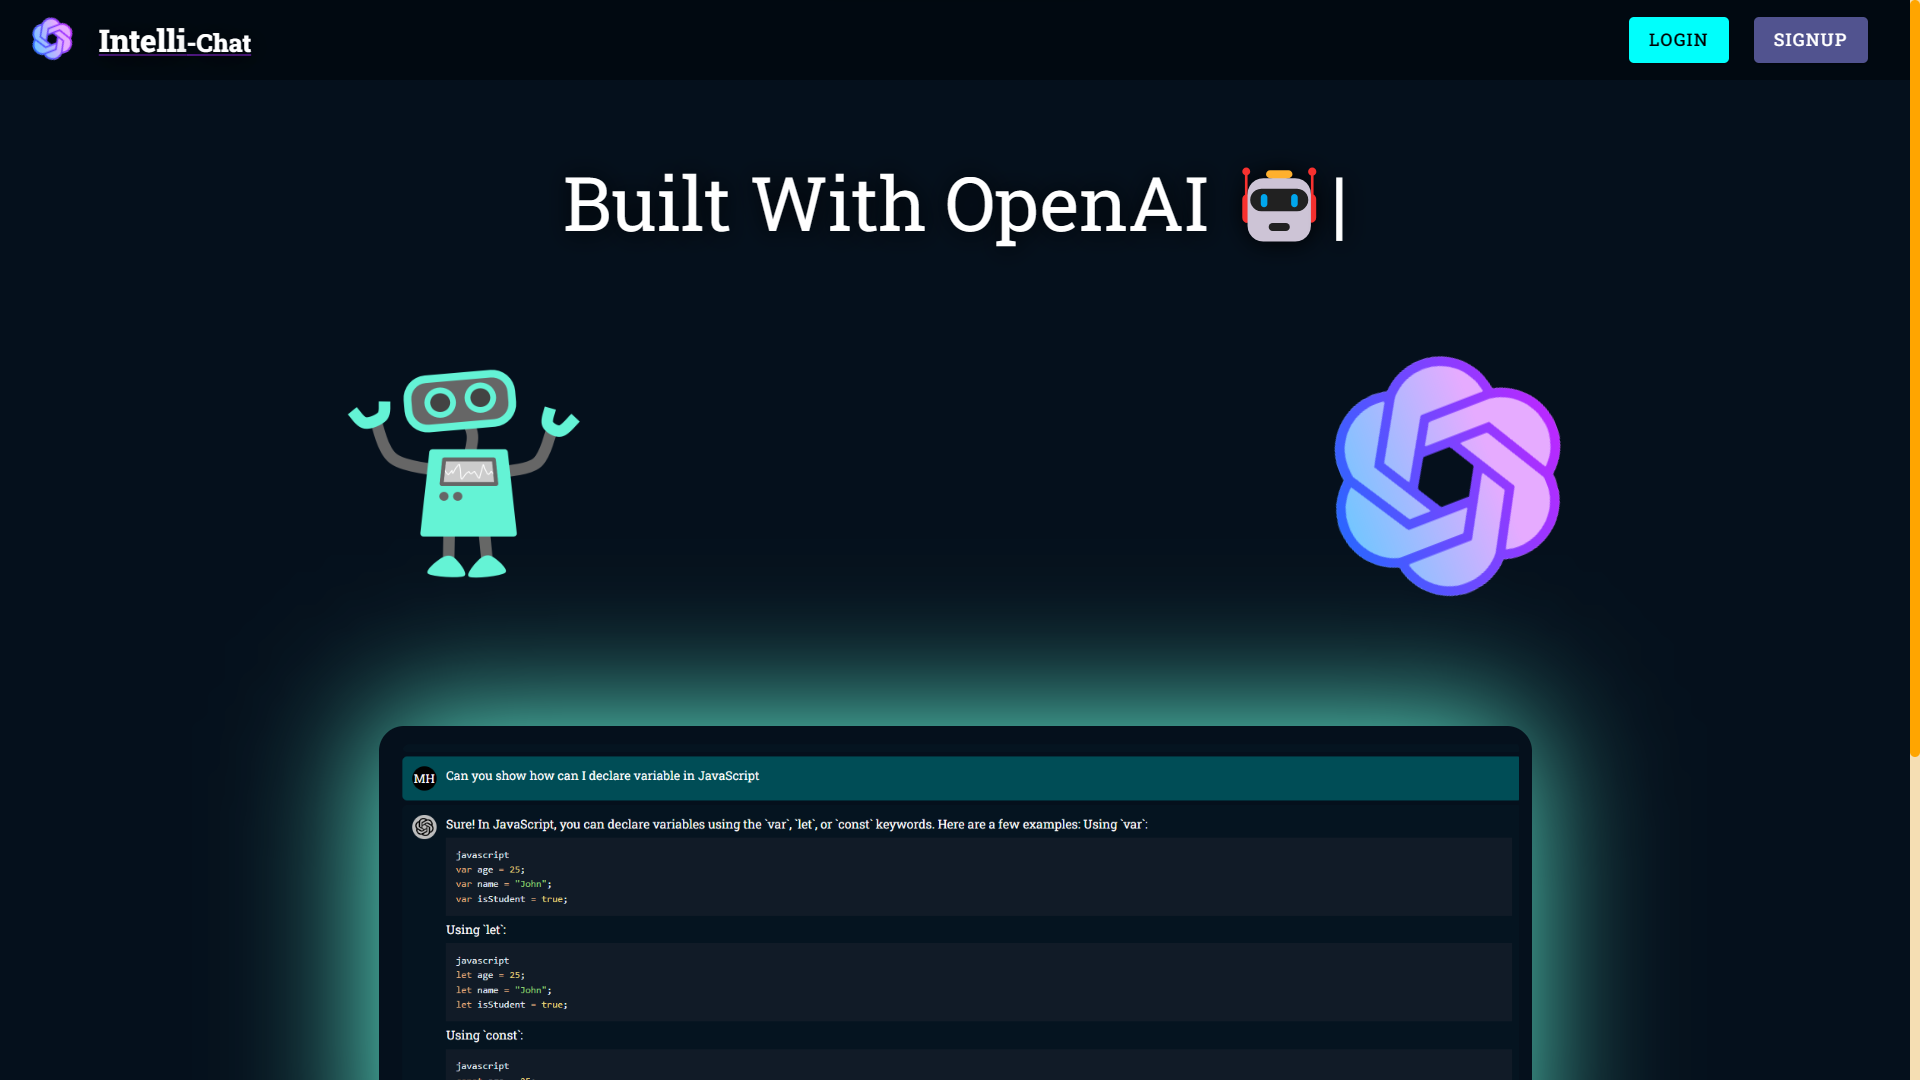 Intelli-Chat
LOGIN
SIGNUP
Built With OpenAI 🤖 |
MH
Can you show how can I declare variable in JavaScript
Sure! In JavaScript, you can declare variables using the `var`, `let`, or `const` keywords. Here are a few examples: Using `var`:
javascript
var age = 25;
var name = "John";
var isStudent = true;
Using `let`:
javascript
let age = 25;
let name = "John";
let isStudent = true;
Using `const`:
javascript